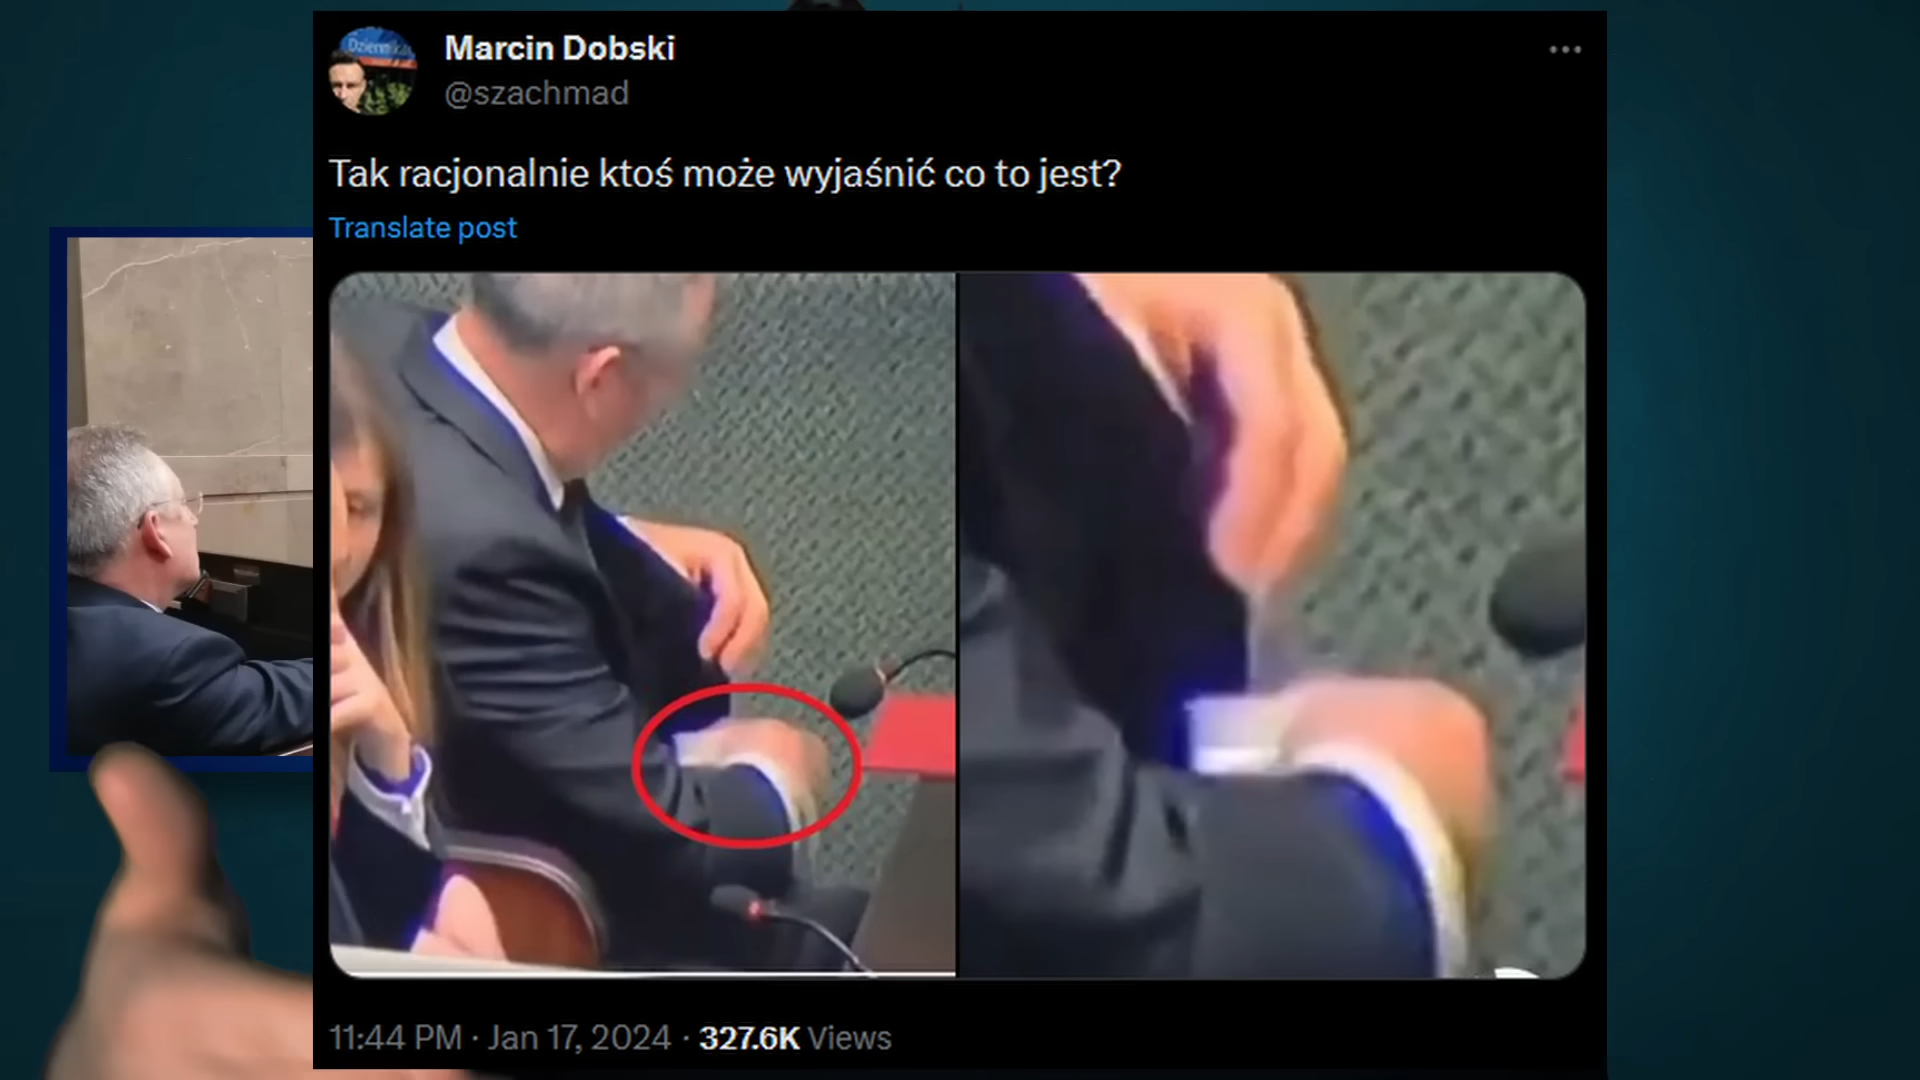 Dziennik
Marcin Dobski
@szachmad
Tak racjonalnie ktoś może wyjaśnić co to jest?
Translate post
11:44 PM · Jan 17, 2024 · 327.6K Views